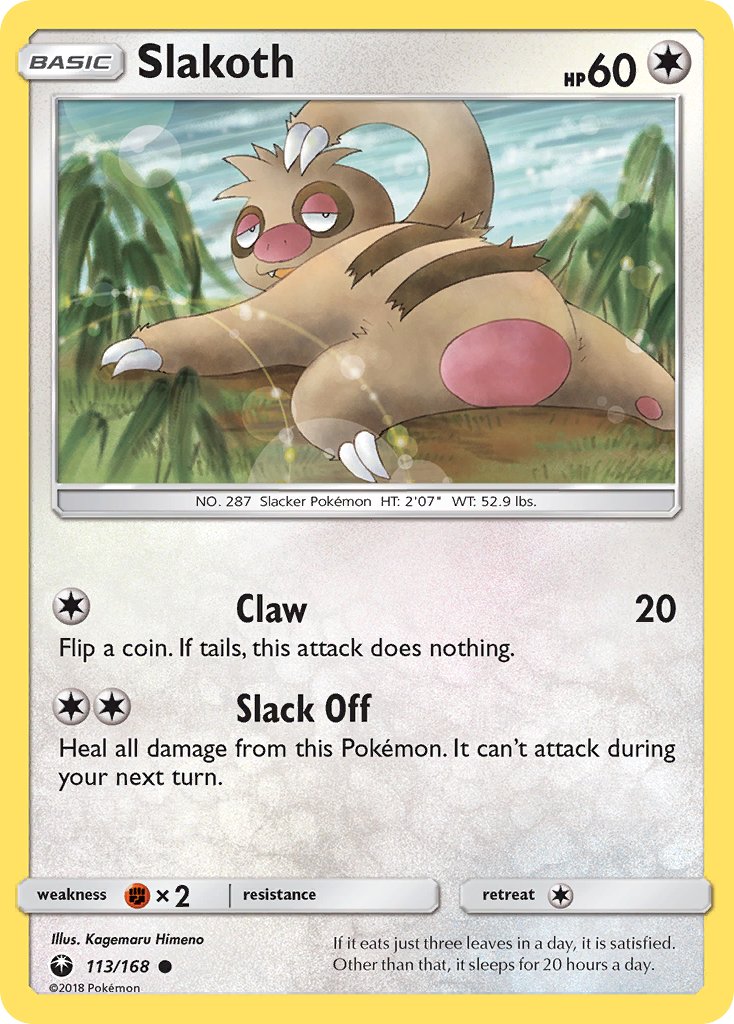 BASIC Slakoth HP60
NO. 287 Slacker Pokémon HT: 2'07" WT: 52.9 lbs.
Claw 20
Flip a coin. If tails, this attack does nothing.
Slack Off
Heal all damage from this Pokémon. It can't attack during
your next turn.
weakness ×2 resistance retreat
Illus. Kagemaru Himeno
113/168
©2018 Pokémon
If it eats just three leaves in a day, it is satisfied.
Other than that, it sleeps for 20 hours a day.